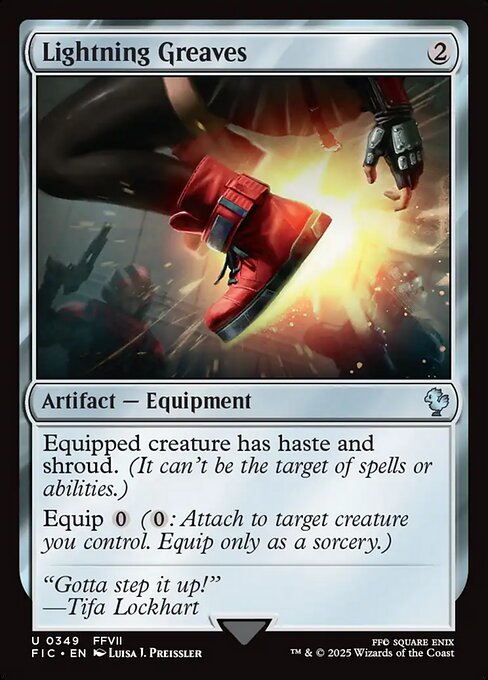 Lightning Greaves 2
Artifact — Equipment
Equipped creature has haste and
shroud. (It can't be the target of spells or
abilities.)
Equip 0 (0: Attach to target creature
you control. Equip only as a sorcery.)
“Gotta step it up!”
—Tifa Lockhart
U 0349 FFVII
FIC • EN Luisa J. Preissler
FF© SQUARE ENIX
™ & © 2025 Wizards of the Coast